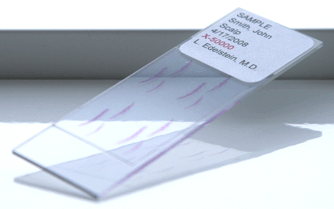 SAMPLE
Smith, John
Scalp
4/17/2008
X-50000
L. Edelstein, M.D.